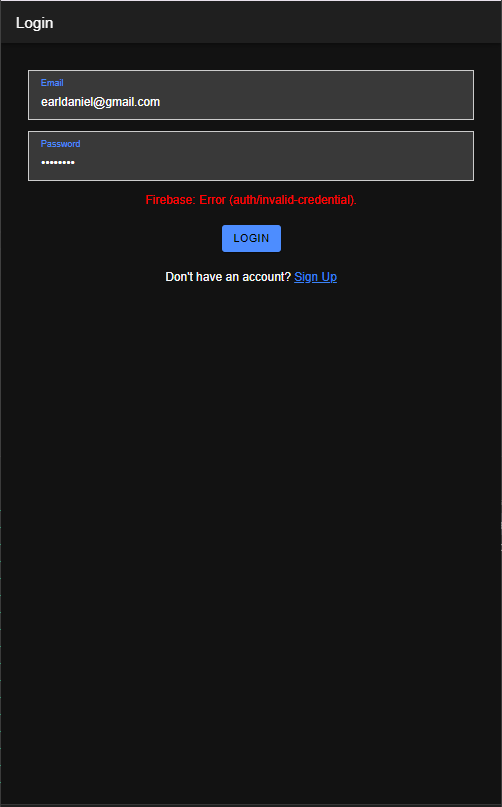 Login
Email
earldaniel@gmail.com
Password
••••••••
Firebase: Error (auth/invalid-credential).
LOGIN
Don't have an account? Sign Up